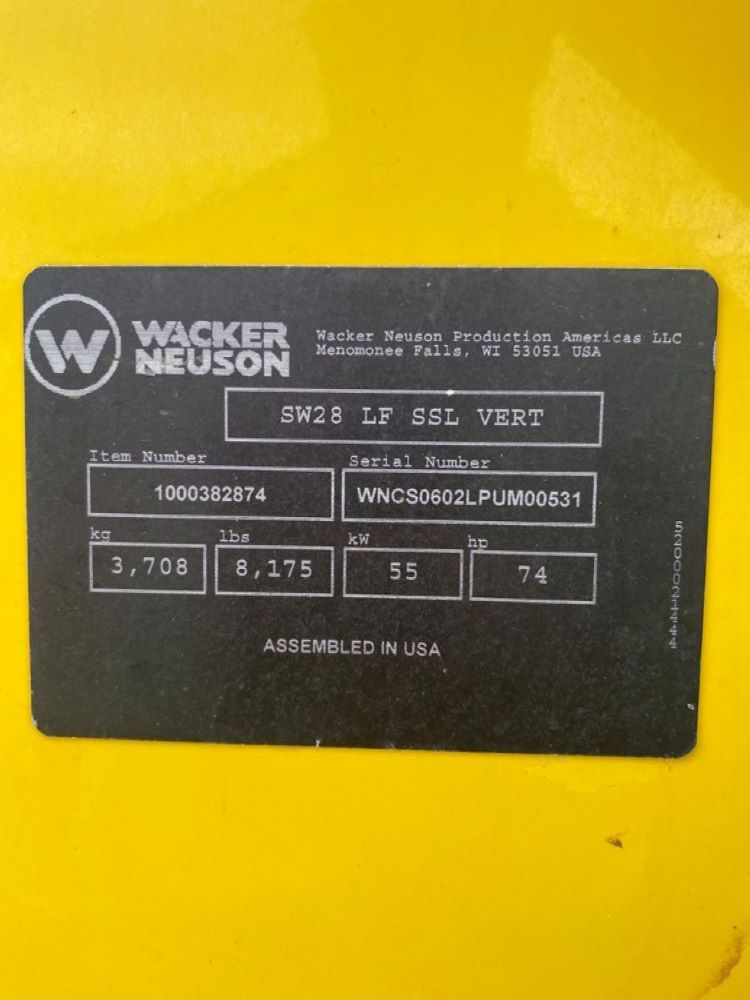 W
WACKER
NEUSON
Wacker Neuson Production Americas LLC
Menomonee Falls, WI 53051 USA
SW28 LF SSL VERT
Item Number
1000382874
Serial Number
WNCS0602LPUM00531
kg
3,708
lbs
8,175
kW
55
hp
74
ASSEMBLED IN USA